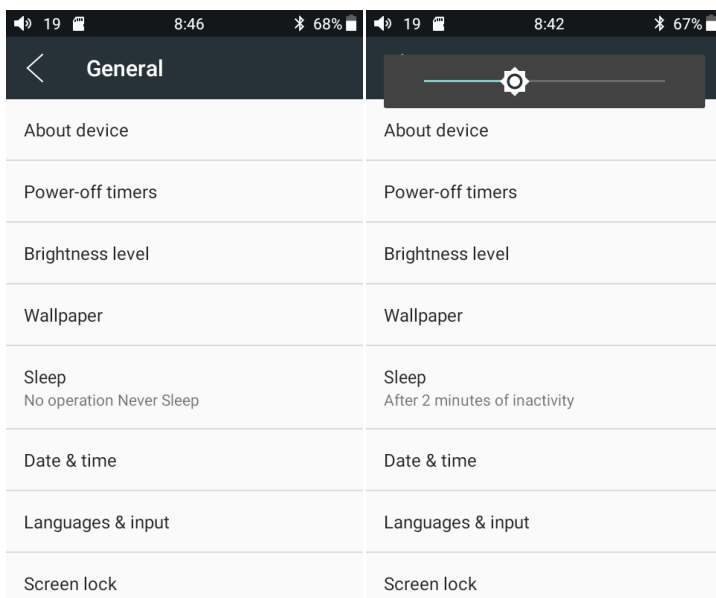 19 8:46 68%
General
About device
Power-off timers
Brightness level
Wallpaper
Sleep
No operation Never Sleep
Date & time
Languages & input
Screen lock
19 8:42 67%
About device
Power-off timers
Brightness level
Wallpaper
Sleep
After 2 minutes of inactivity
Date & time
Languages & input
Screen lock